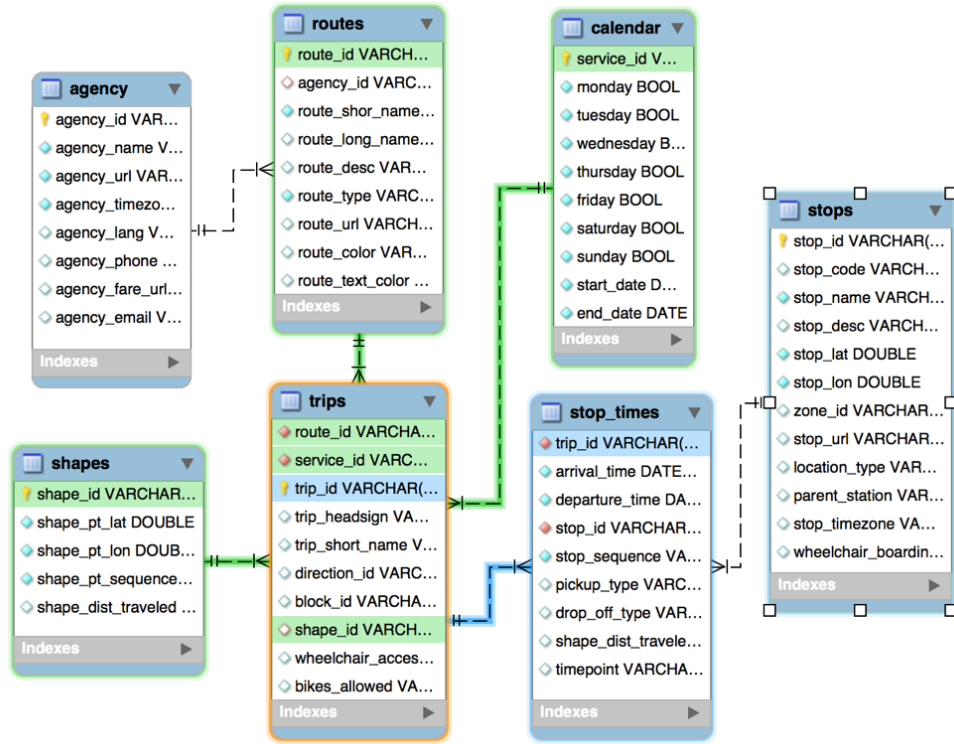 agency
agency_id VAR...
agency_name V...
agency_url VAR...
agency_timezo...
agency_lang V...
agency_phone ...
agency_fare_url...
agency_email V...
Indexes
routes
route_id VARCH...
agency_id VARC...
route_shor_name...
route_long_name...
route_desc VAR...
route_type VARC...
route_url VARCH...
route_color VAR...
route_text_color ...
Indexes
calendar
service_id V...
monday BOOL
tuesday BOOL
wednesday B...
thursday BOOL
friday BOOL
saturday BOOL
sunday BOOL
start_date D...
end_date DATE
Indexes
stops
stop_id VARCHAR(...
stop_code VARCH...
stop_name VARCH...
stop_desc VARCH...
stop_lat DOUBLE
stop_lon DOUBLE
zone_id VARCHAR...
stop_url VARCHAR...
location_type VAR...
parent_station VAR...
stop_timezone VA...
wheelchair_boardin...
Indexes
shapes
shape_id VARCHAR...
shape_pt_lat DOUBLE
shape_pt_lon DOUB...
shape_pt_sequence...
shape_dist_traveled ...
Indexes
trips
route_id VARCHA...
service_id VARC...
trip_id VARCHAR(...
trip_headsign VA...
trip_short_name V...
direction_id VARC...
block_id VARCHA...
shape_id VARCH...
wheelchair_acces...
bikes_allowed VA...
Indexes
stop_times
trip_id VARCHAR(...
arrival_time DATE...
departure_time DA...
stop_id VARCHAR...
stop_sequence VA...
pickup_type VARC...
drop_off_type VAR...
shape_dist_travele...
timepoint VARCHA...
Indexes